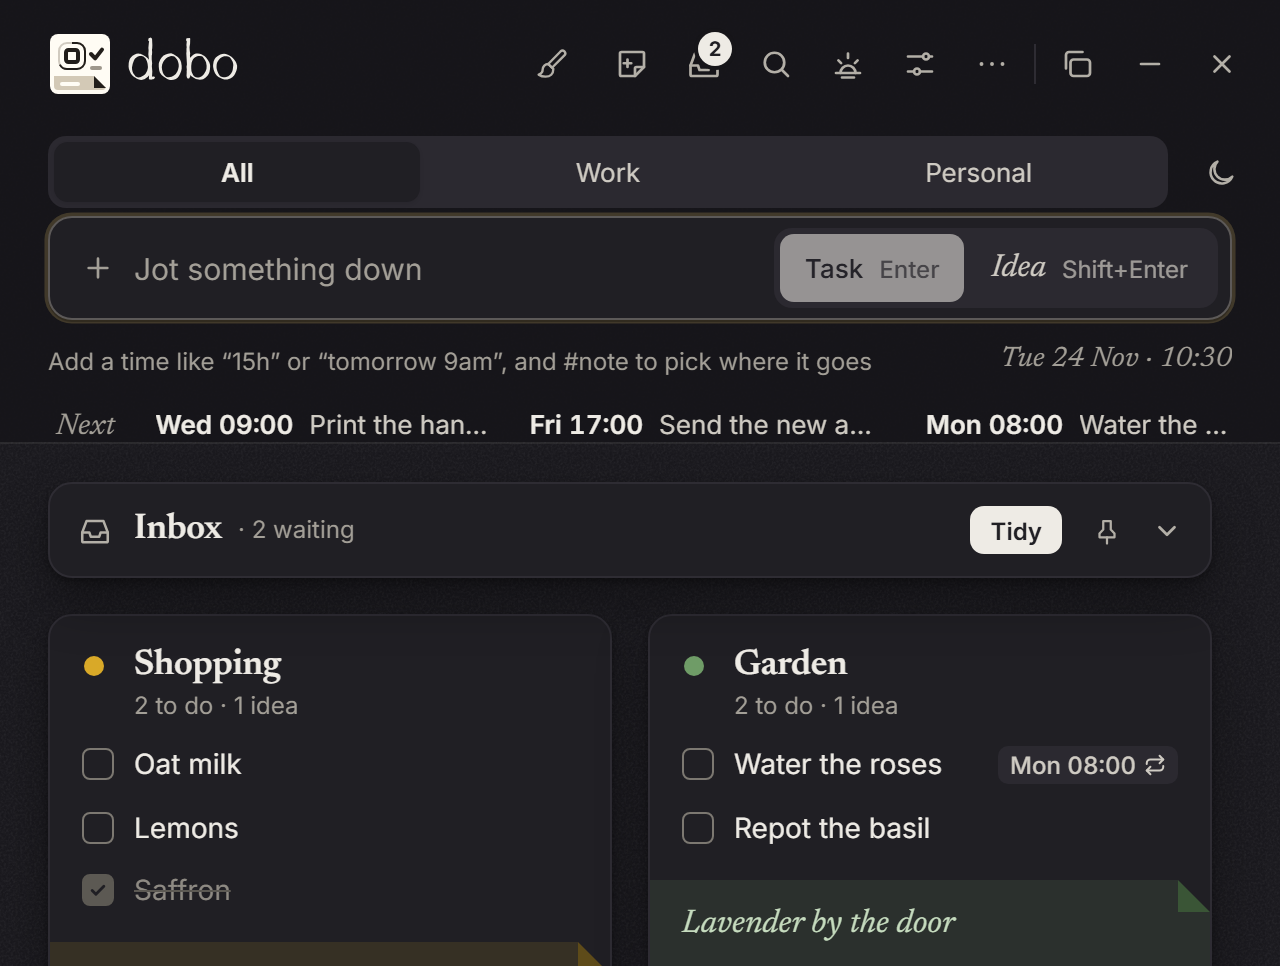 dobo
2
All Work Personal
Jot something down Task Enter Idea Shift+Enter
Add a time like “15h” or “tomorrow 9am”, and #note to pick where it goes Tue 24 Nov · 10:30
Next Wed 09:00 Print the han... Fri 17:00 Send the new a... Mon 08:00 Water the ...
Inbox · 2 waiting Tidy
Shopping
2 to do · 1 idea
Oat milk
Lemons
Saffron
Garden
2 to do · 1 idea
Water the roses Mon 08:00
Repot the basil
Lavender by the door